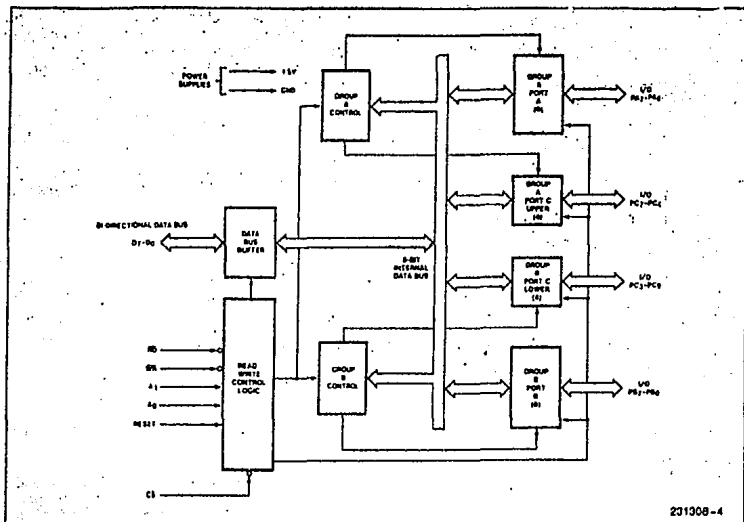 POWER SUPPLIES
+5V
GND
GROUP A CONTROL
GROUP A PORT A (8)
I/O PA7-PA0
GROUP A PORT C UPPER (4)
I/O PC7-PC4
BI-DIRECTIONAL DATA BUS
D7-D0
DATA BUS BUFFER
8-BIT INTERNAL DATA BUS
GROUP B PORT C LOWER (4)
I/O PC3-PC0
RD
WR
A1
A0
RESET
READ WRITE CONTROL LOGIC
GROUP B CONTROL
GROUP B PORT B (8)
I/O PB7-PB0
CS
231308-4